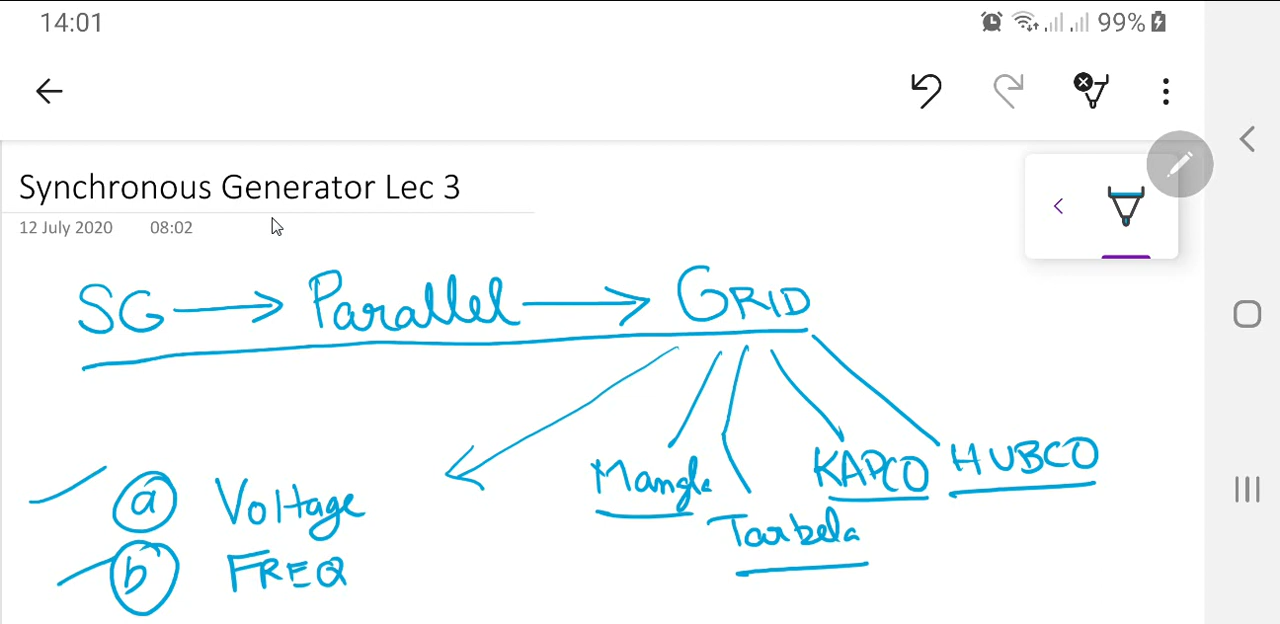 14:01 99%
Synchronous Generator Lec 3
12 July 2020 08:02
SG → Parallel → GRID
Mangla KAPCO HUBCO
Tarbela
a Voltage
b FREQ